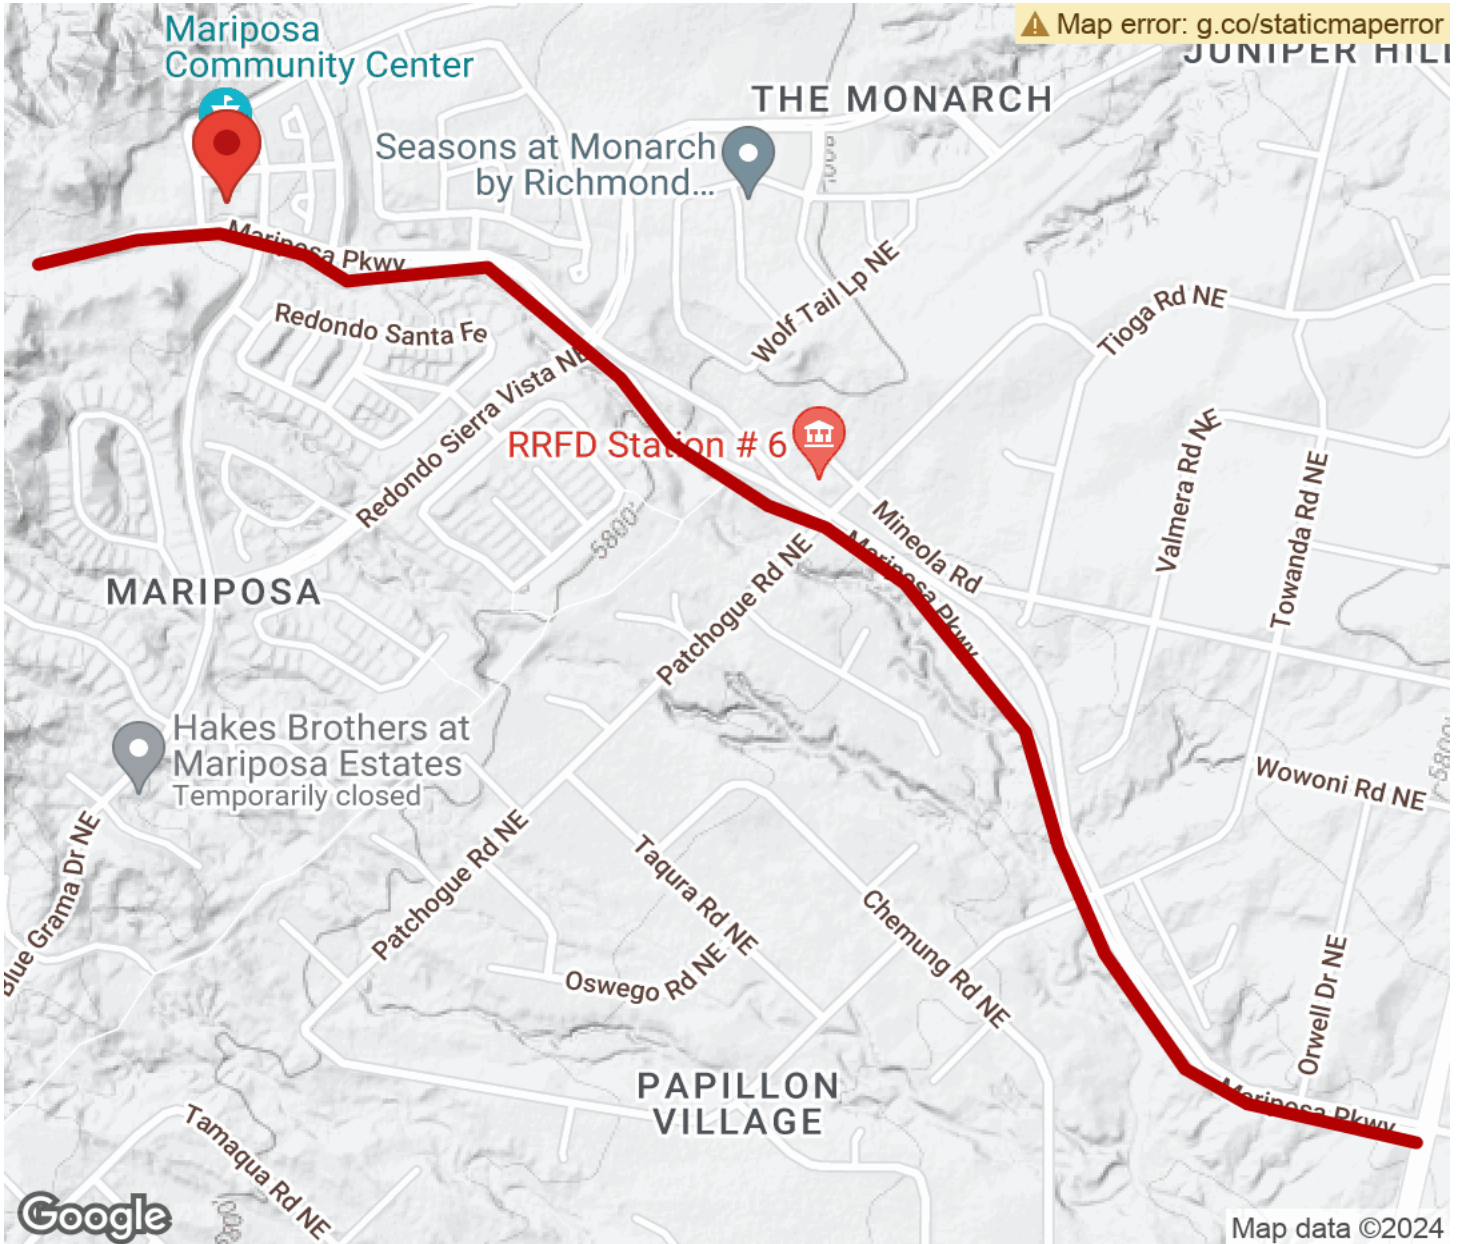 Mariposa
Community Center
Map error: g.co/staticmaperror
JUNIPER HILL
THE MONARCH
Seasons at Monarch
by Richmond...
Mariposa Pkwy
Wolf Tail Lp NE
Tioga Rd NE
Redondo Santa Fe
Redondo Sierra Vista NE
RRFD Station # 6
Valmera Rd NE
Towanda Rd NE
Mineola Rd
5800'
Mariposa Pkwy
MARIPOSA
Patchogue Rd NE
Hakes Brothers at
Mariposa Estates
Temporarily closed
Wowoni Rd NE
5800'
Blue Grama Dr NE
Patchogue Rd NE
Taqura Rd NE
Chemung Rd NE
Oswego Rd NE
Orwell Dr NE
PAPILLON
VILLAGE
Mariposa Pkwy
Tamaqua Rd NE
Google
Map data ©2024